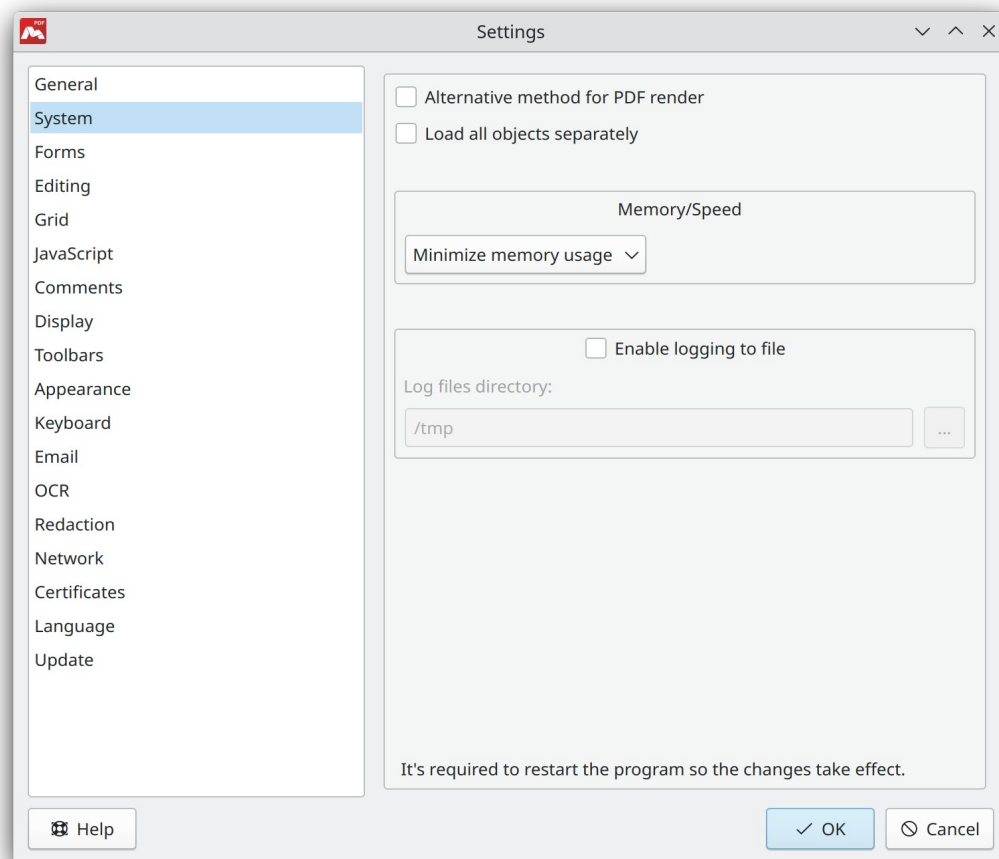 PDF
Settings
General
System
Forms
Editing
Grid
JavaScript
Comments
Display
Toolbars
Appearance
Keyboard
Email
OCR
Redaction
Network
Certificates
Language
Update
Alternative method for PDF render
Load all objects separately
Memory/Speed
Minimize memory usage
Enable logging to file
Log files directory:
/tmp
...
It's required to restart the program so the changes take effect.
Help
OK
Cancel